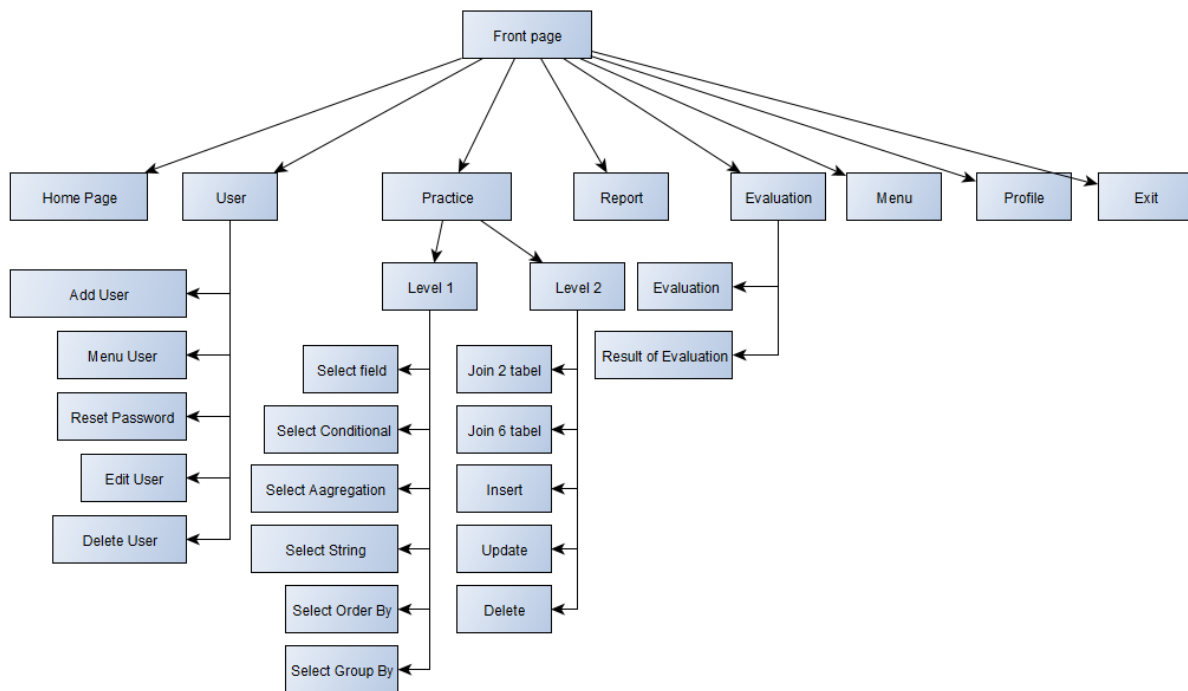 Front page
Home Page
User
Practice
Report
Evaluation
Menu
Profile
Exit
Add User
Menu User
Reset Password
Edit User
Delete User
Level 1
Level 2
Select field
Select Conditional
Select Aagregation
Select String
Select Order By
Select Group By
Join 2 tabel
Join 6 tabel
Insert
Update
Delete
Evaluation
Result of Evaluation